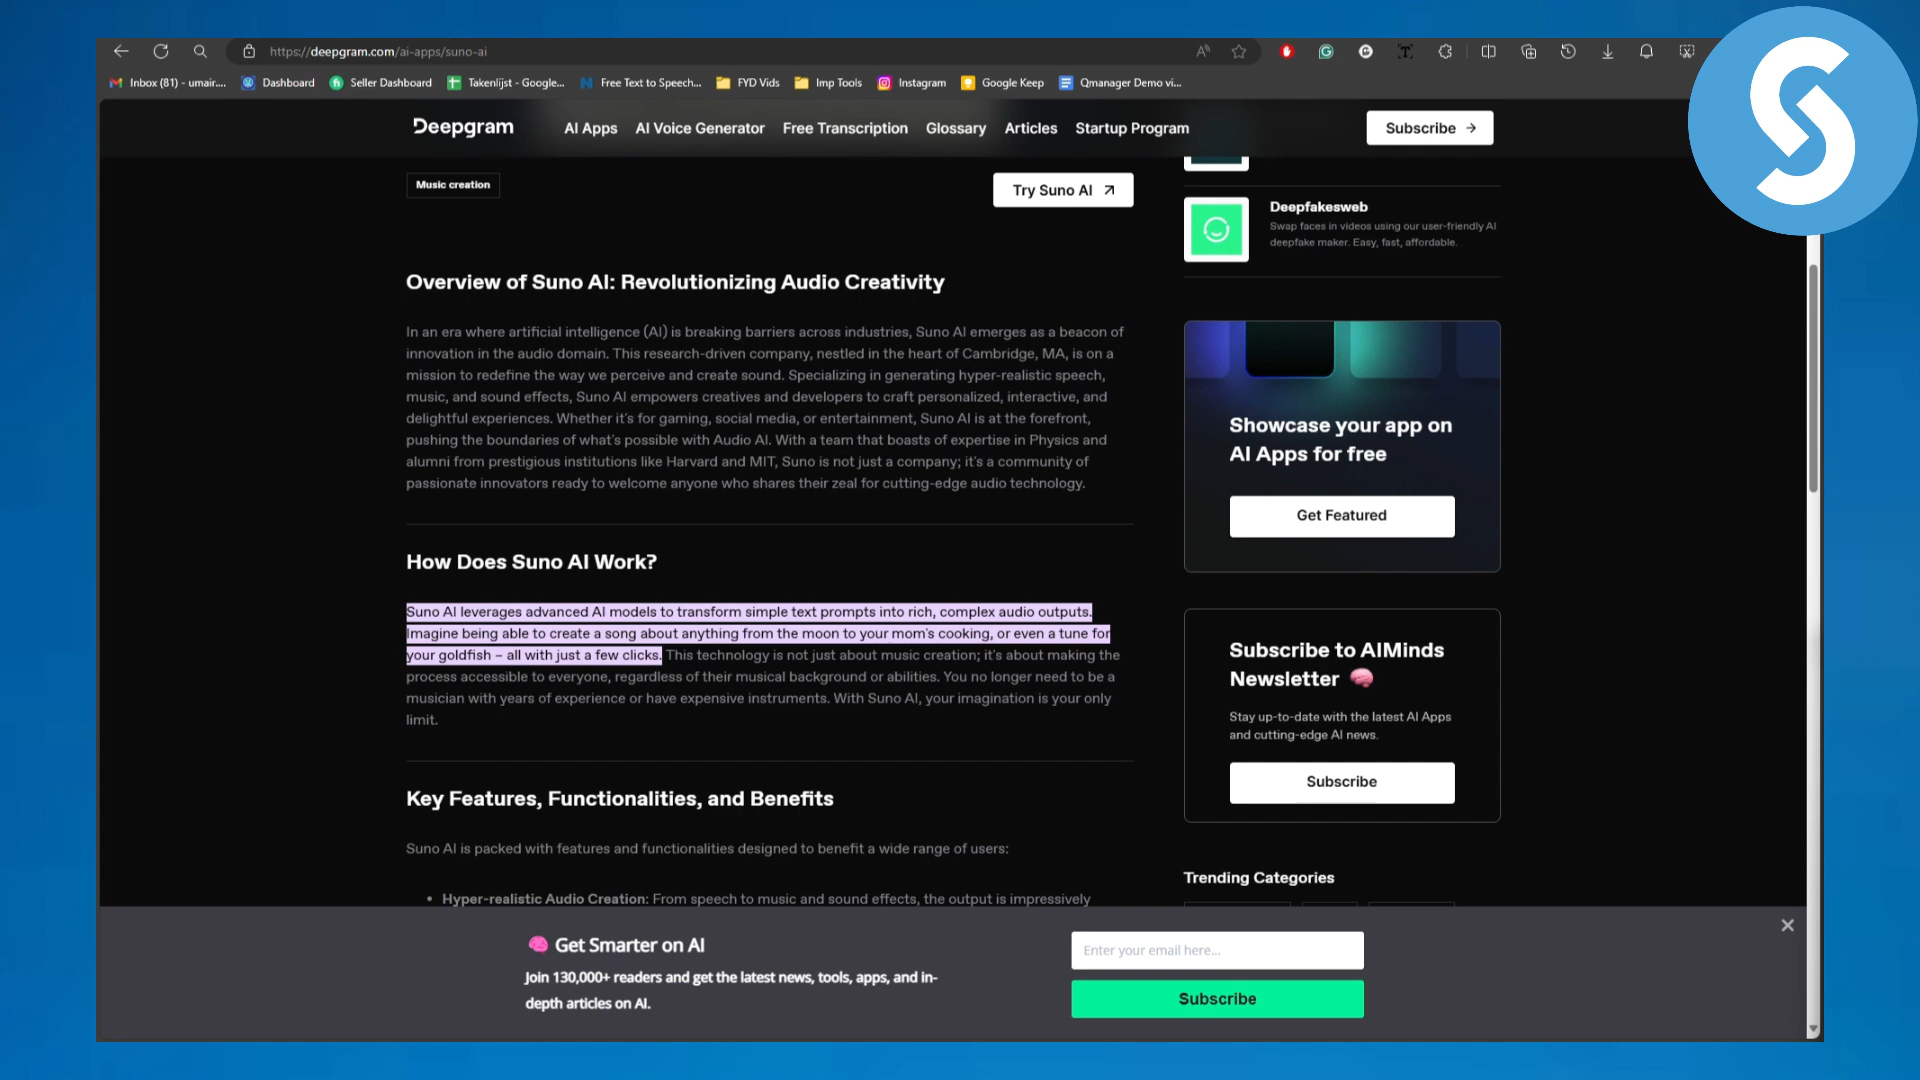 https://deepgram.com/ai-apps/suno-ai
Inbox (81) - umair....
Dashboard
Seller Dashboard
Takenlijst - Google...
Free Text to Speech...
FYD Vids
Imp Tools
Instagram
Google Keep
Qmanager Demo vi...
Deepgram
AI Apps
AI Voice Generator
Free Transcription
Glossary
Articles
Startup Program
Subscribe →
Music creation
Try Suno AI
Overview of Suno AI: Revolutionizing Audio Creativity
In an era where artificial intelligence (AI) is breaking barriers across industries, Suno AI emerges as a beacon of
innovation in the audio domain. This research-driven company, nestled in the heart of Cambridge, MA, is on a
mission to redefine the way we perceive and create sound. Specializing in generating hyper-realistic speech,
music, and sound effects, Suno AI empowers creatives and developers to craft personalized, interactive, and
delightful experiences. Whether it's for gaming, social media, or entertainment, Suno AI is at the forefront,
pushing the boundaries of what's possible with Audio AI. With a team that boasts of expertise in Physics and
alumni from prestigious institutions like Harvard and MIT, Suno is not just a company; it's a community of
passionate innovators ready to welcome anyone who shares their zeal for cutting-edge audio technology.
How Does Suno AI Work?
Suno AI leverages advanced AI models to transform simple text prompts into rich, complex audio outputs.
Imagine being able to create a song about anything from the moon to your mom's cooking, or even a tune for
your goldfish – all with just a few clicks. This technology is not just about music creation; it's about making the
process accessible to everyone, regardless of their musical background or abilities. You no longer need to be a
musician with years of experience or have expensive instruments. With Suno AI, your imagination is your only
limit.
Key Features, Functionalities, and Benefits
Suno AI is packed with features and functionalities designed to benefit a wide range of users:
• Hyper-realistic Audio Creation: From speech to music and sound effects, the output is impressively
Deepfakesweb
Swap faces in videos using our user-friendly AI
deepfake maker. Easy, fast, affordable.
Showcase your app on
AI Apps for free
Get Featured
Subscribe to AIMinds
Newsletter
Stay up-to-date with the latest AI Apps
and cutting-edge AI news.
Subscribe
Trending Categories
Get Smarter on AI
Join 130,000+ readers and get the latest news, tools, apps, and in-
depth articles on AI.
Enter your email here...
Subscribe